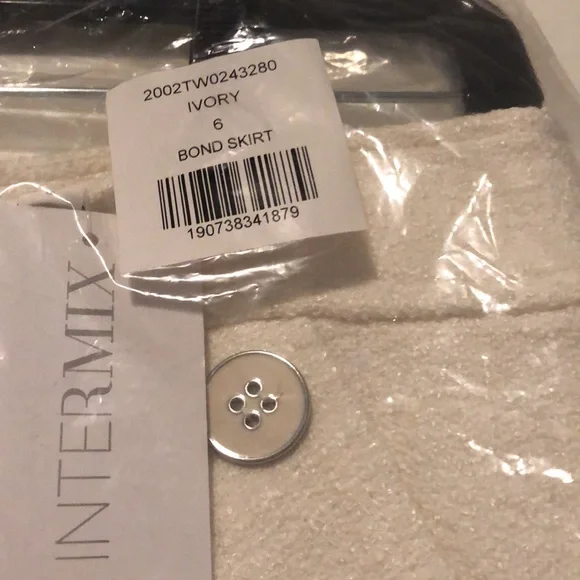 2002TW0243280
IVORY
6
BOND SKIRT
190738341879
INTERMIX